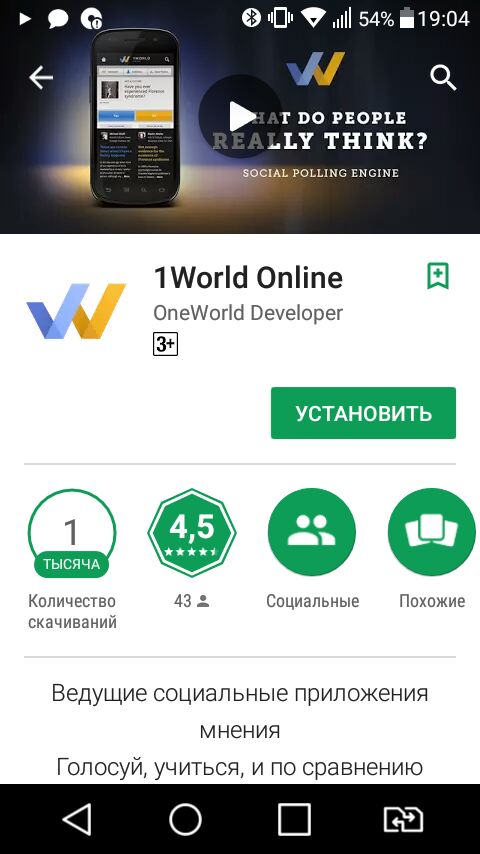 54% 19:04
1WORLD
Have you ever
experienced Florence
syndrome?
WHAT DO PEOPLE
REALLY THINK?
SOCIAL POLLING ENGINE
1World Online
OneWorld Developer
3+
УСТАНОВИТЬ
1
ТЫСЯЧА
4,5
Количество
скачиваний
43
Социальные
Похожие
Ведущие социальные приложения
мнения
Голосуй, учиться, и по сравнению